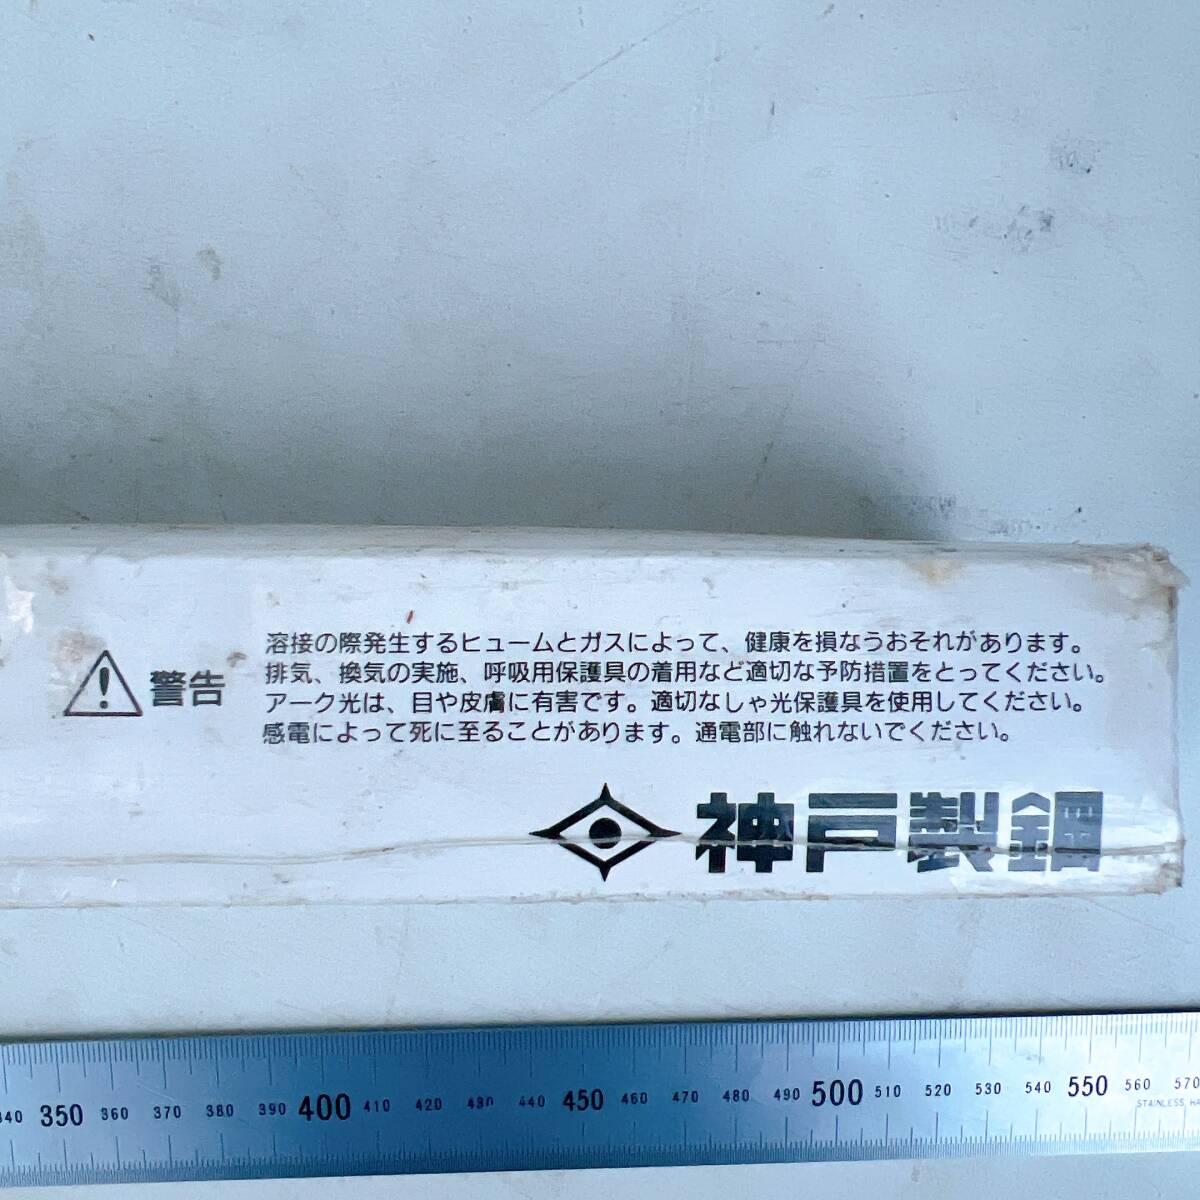 警告
溶接の際発生するヒュームとガスによって、健康を損なうおそれがあります。
排気、換気の実施、呼吸用保護具の着用など適切な予防措置をとってください。
アーク光は、目や皮膚に有害です。適切なしゃ光保護具を使用してください。
感電によって死に至ることがあります。通電部に触れないでください。
神戸製鋼
340 350 360 370 380 390 400 410 420 430 440 450 460 470 480 490 500 510 520 530 540 550 560 570
STAINLESS